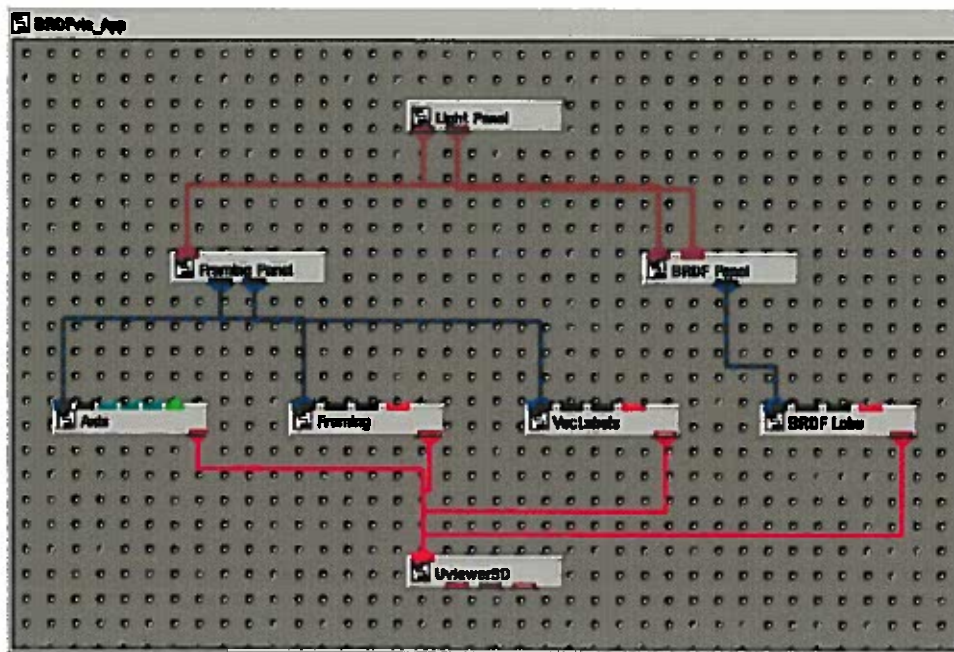 BRDFvis_App
Light Panel
Framing Panel
BRDF Panel
Axis
Framing
VecLabels
BRDF Lobe
Uviewer3D